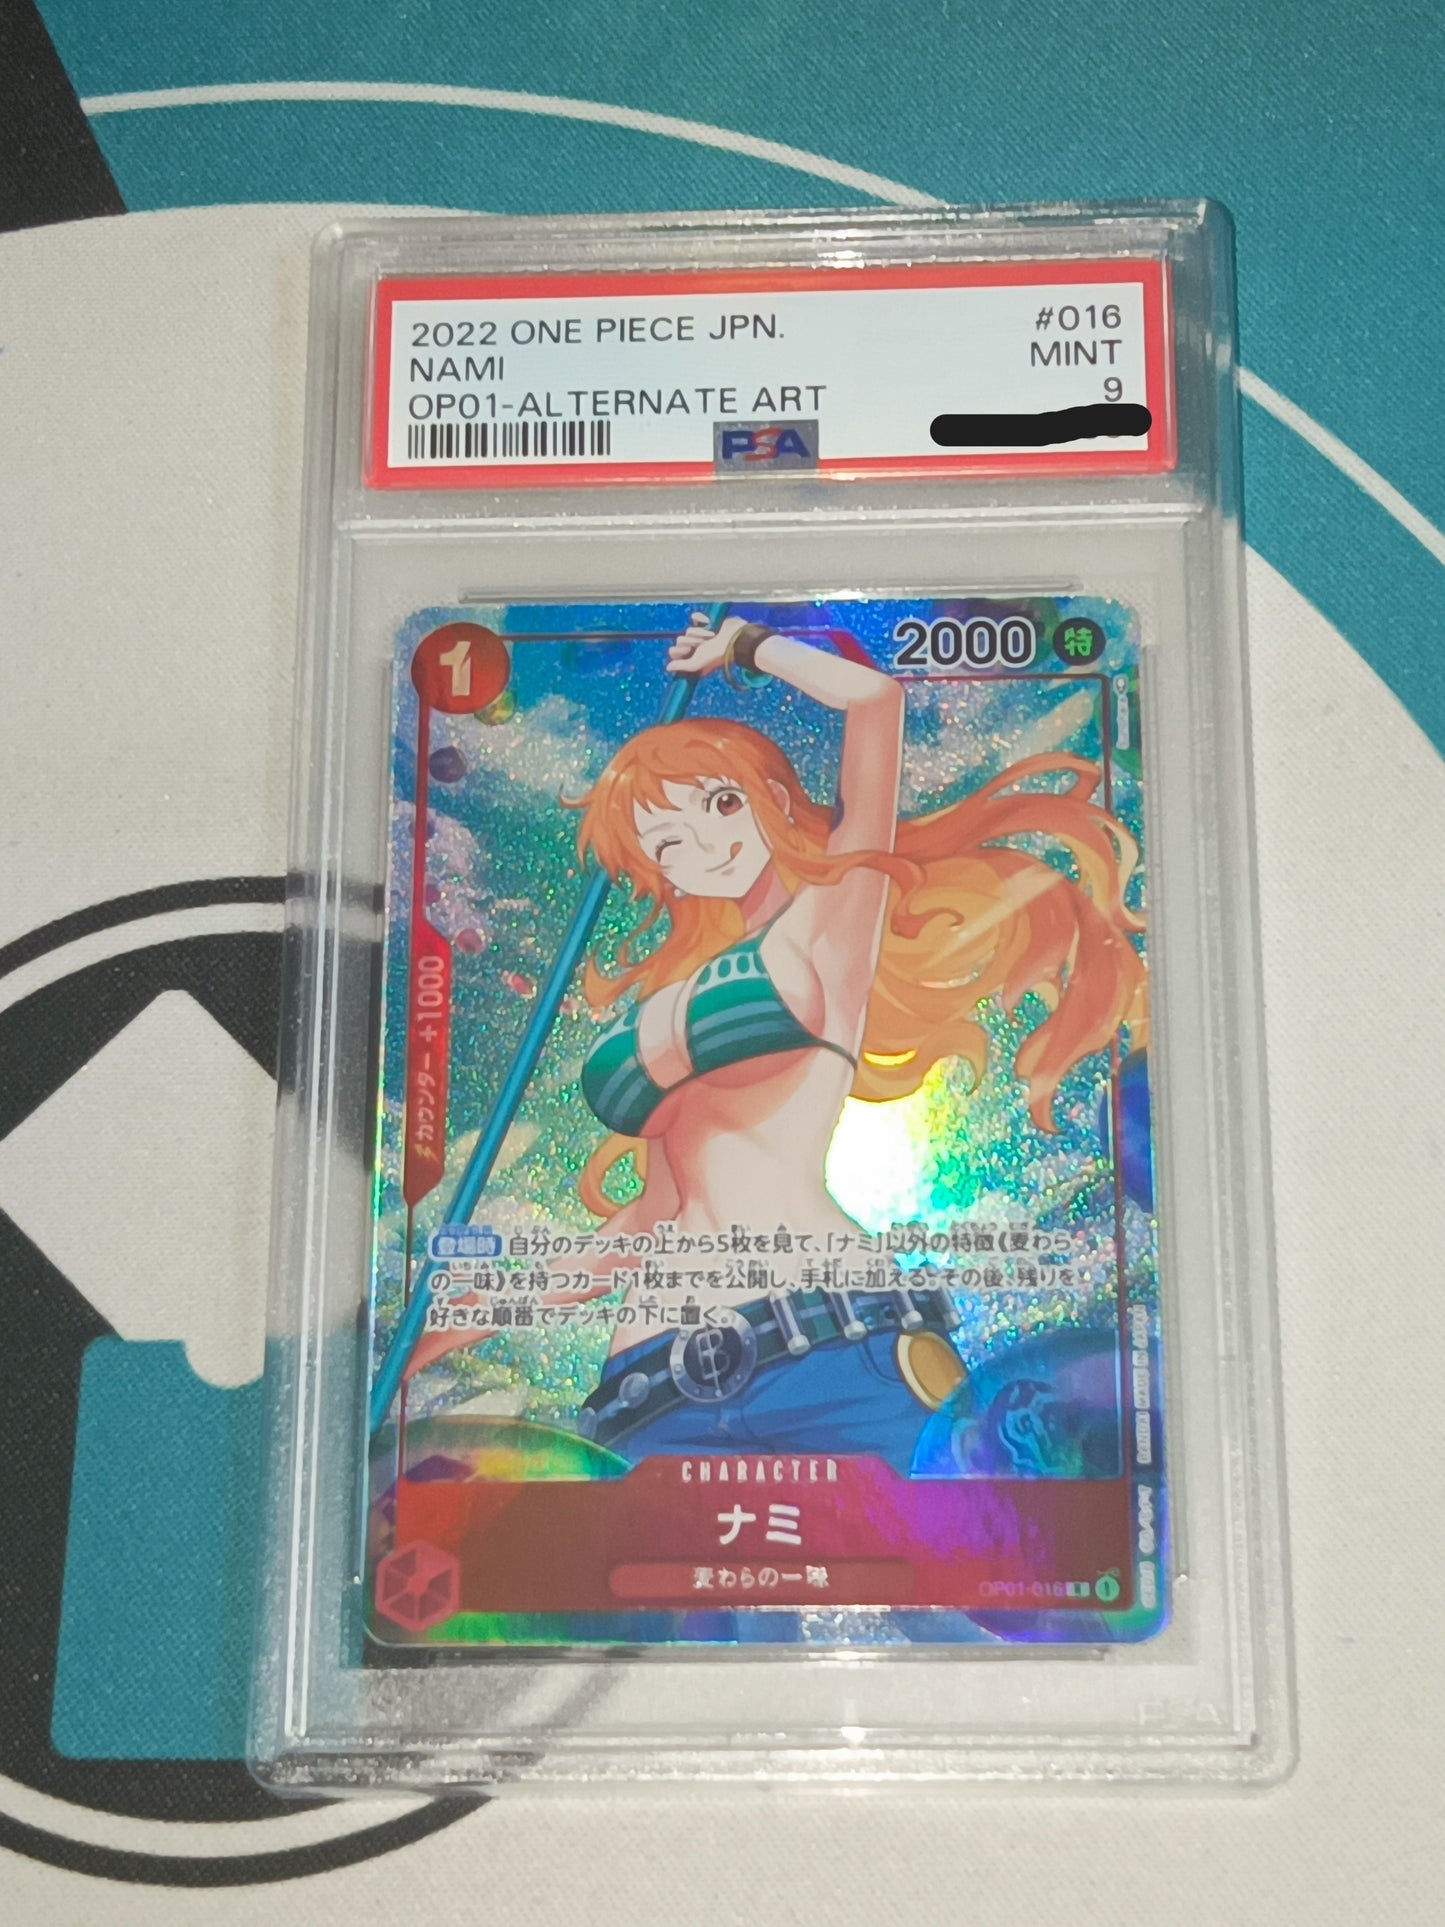 2022 ONE PIECE JPN.
#016
NAMI
MINT
OP01-ALTERNATE ART
9
PSA
1
2000
特
カウンター +1000
登場時 自分のデッキの上から5枚を見て、「ナミ」以外の特徴《麦わら
の一味》を持つカード1枚までを公開し、手札に加える。その後、残りを
好きな順番でデッキの下に置く。
CHARACTER
ナミ
麦わらの一味
OP01-016 R 1
PSA